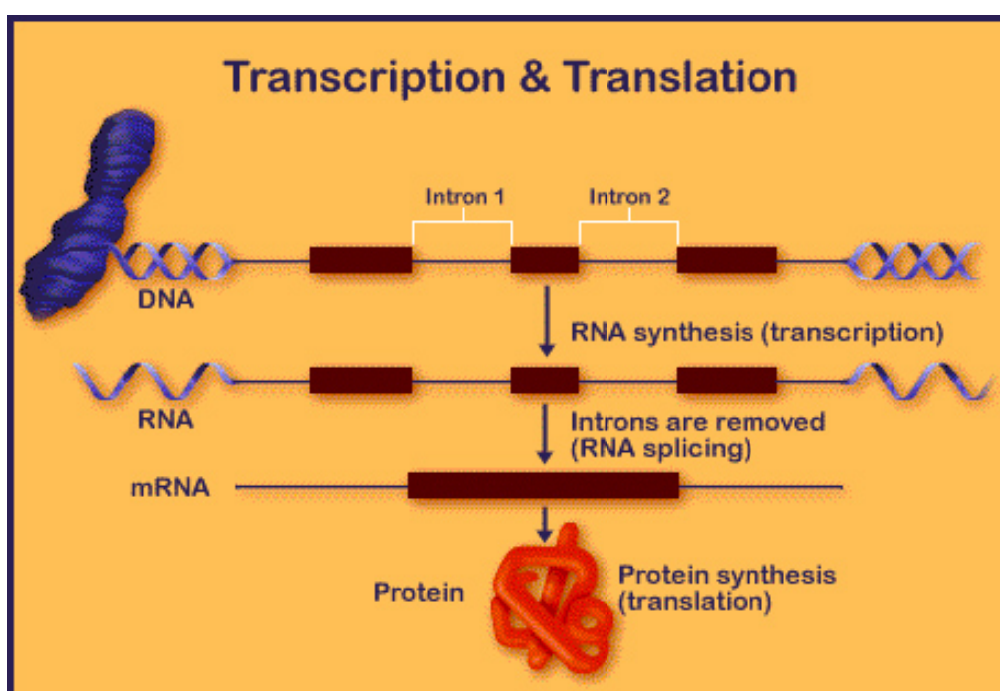 Transcription & Translation
Intron 1
Intron 2
DNA
RNA synthesis (transcription)
RNA
Introns are removed
(RNA splicing)
mRNA
Protein
Protein synthesis
(translation)